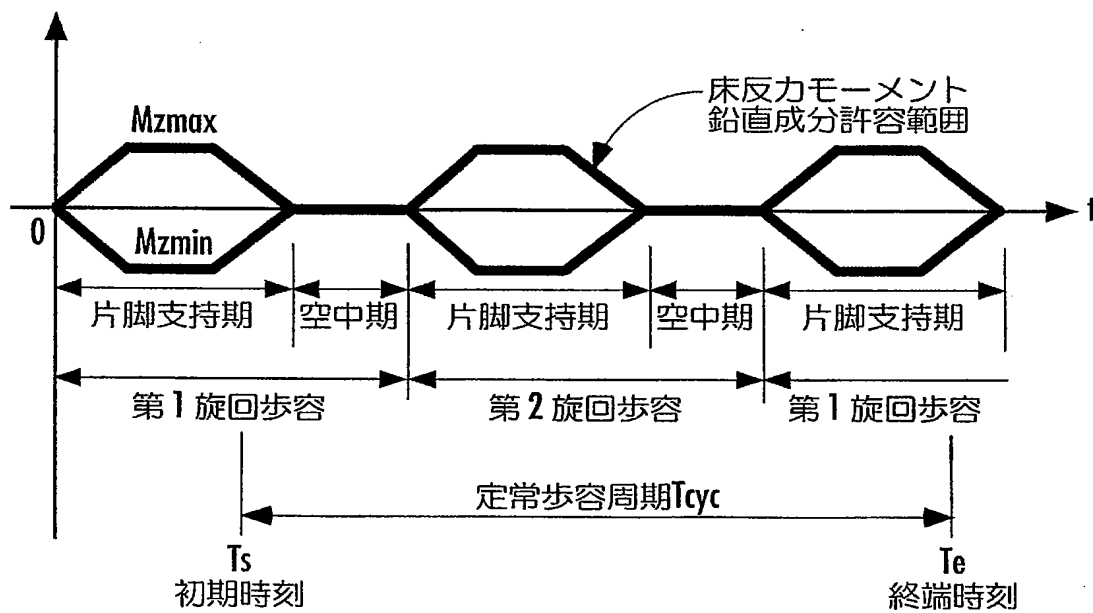 床反力モーメント
鉛直成分許容範囲
Mzmax
0
t
Mzmin
片脚支持期 空中期 片脚支持期 空中期 片脚支持期
第1旋回歩容 第2旋回歩容 第1旋回歩容
定常歩容周期Tcyc
Ts Te
初期時刻 終端時刻